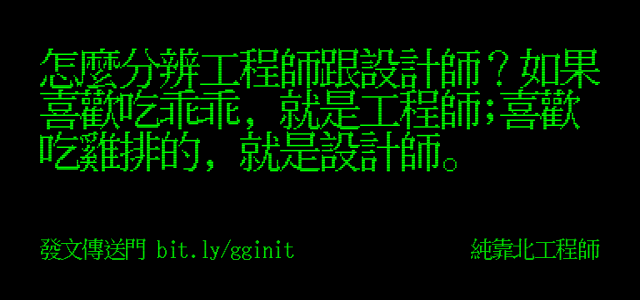 怎麼分辨工程師跟設計師？如果
喜歡吃乖乖，就是工程師;喜歡
吃雞排的，就是設計師。
發文傳送門 bit.ly/gginit
純靠北工程師